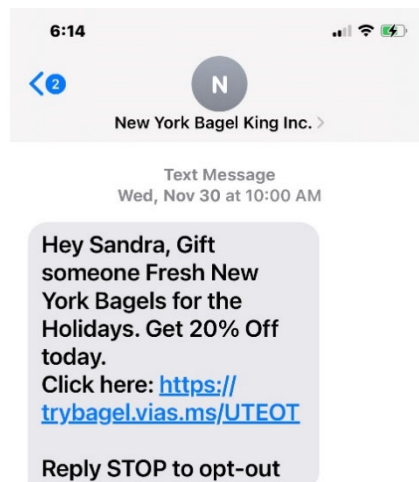 6:14
2
N
New York Bagel King Inc. >
Text Message
Wed, Nov 30 at 10:00 AM
Hey Sandra, Gift
someone Fresh New
York Bagels for the
Holidays. Get 20% Off
today.
Click here: https://
trybagel.vias.ms/UTEOT
Reply STOP to opt-out